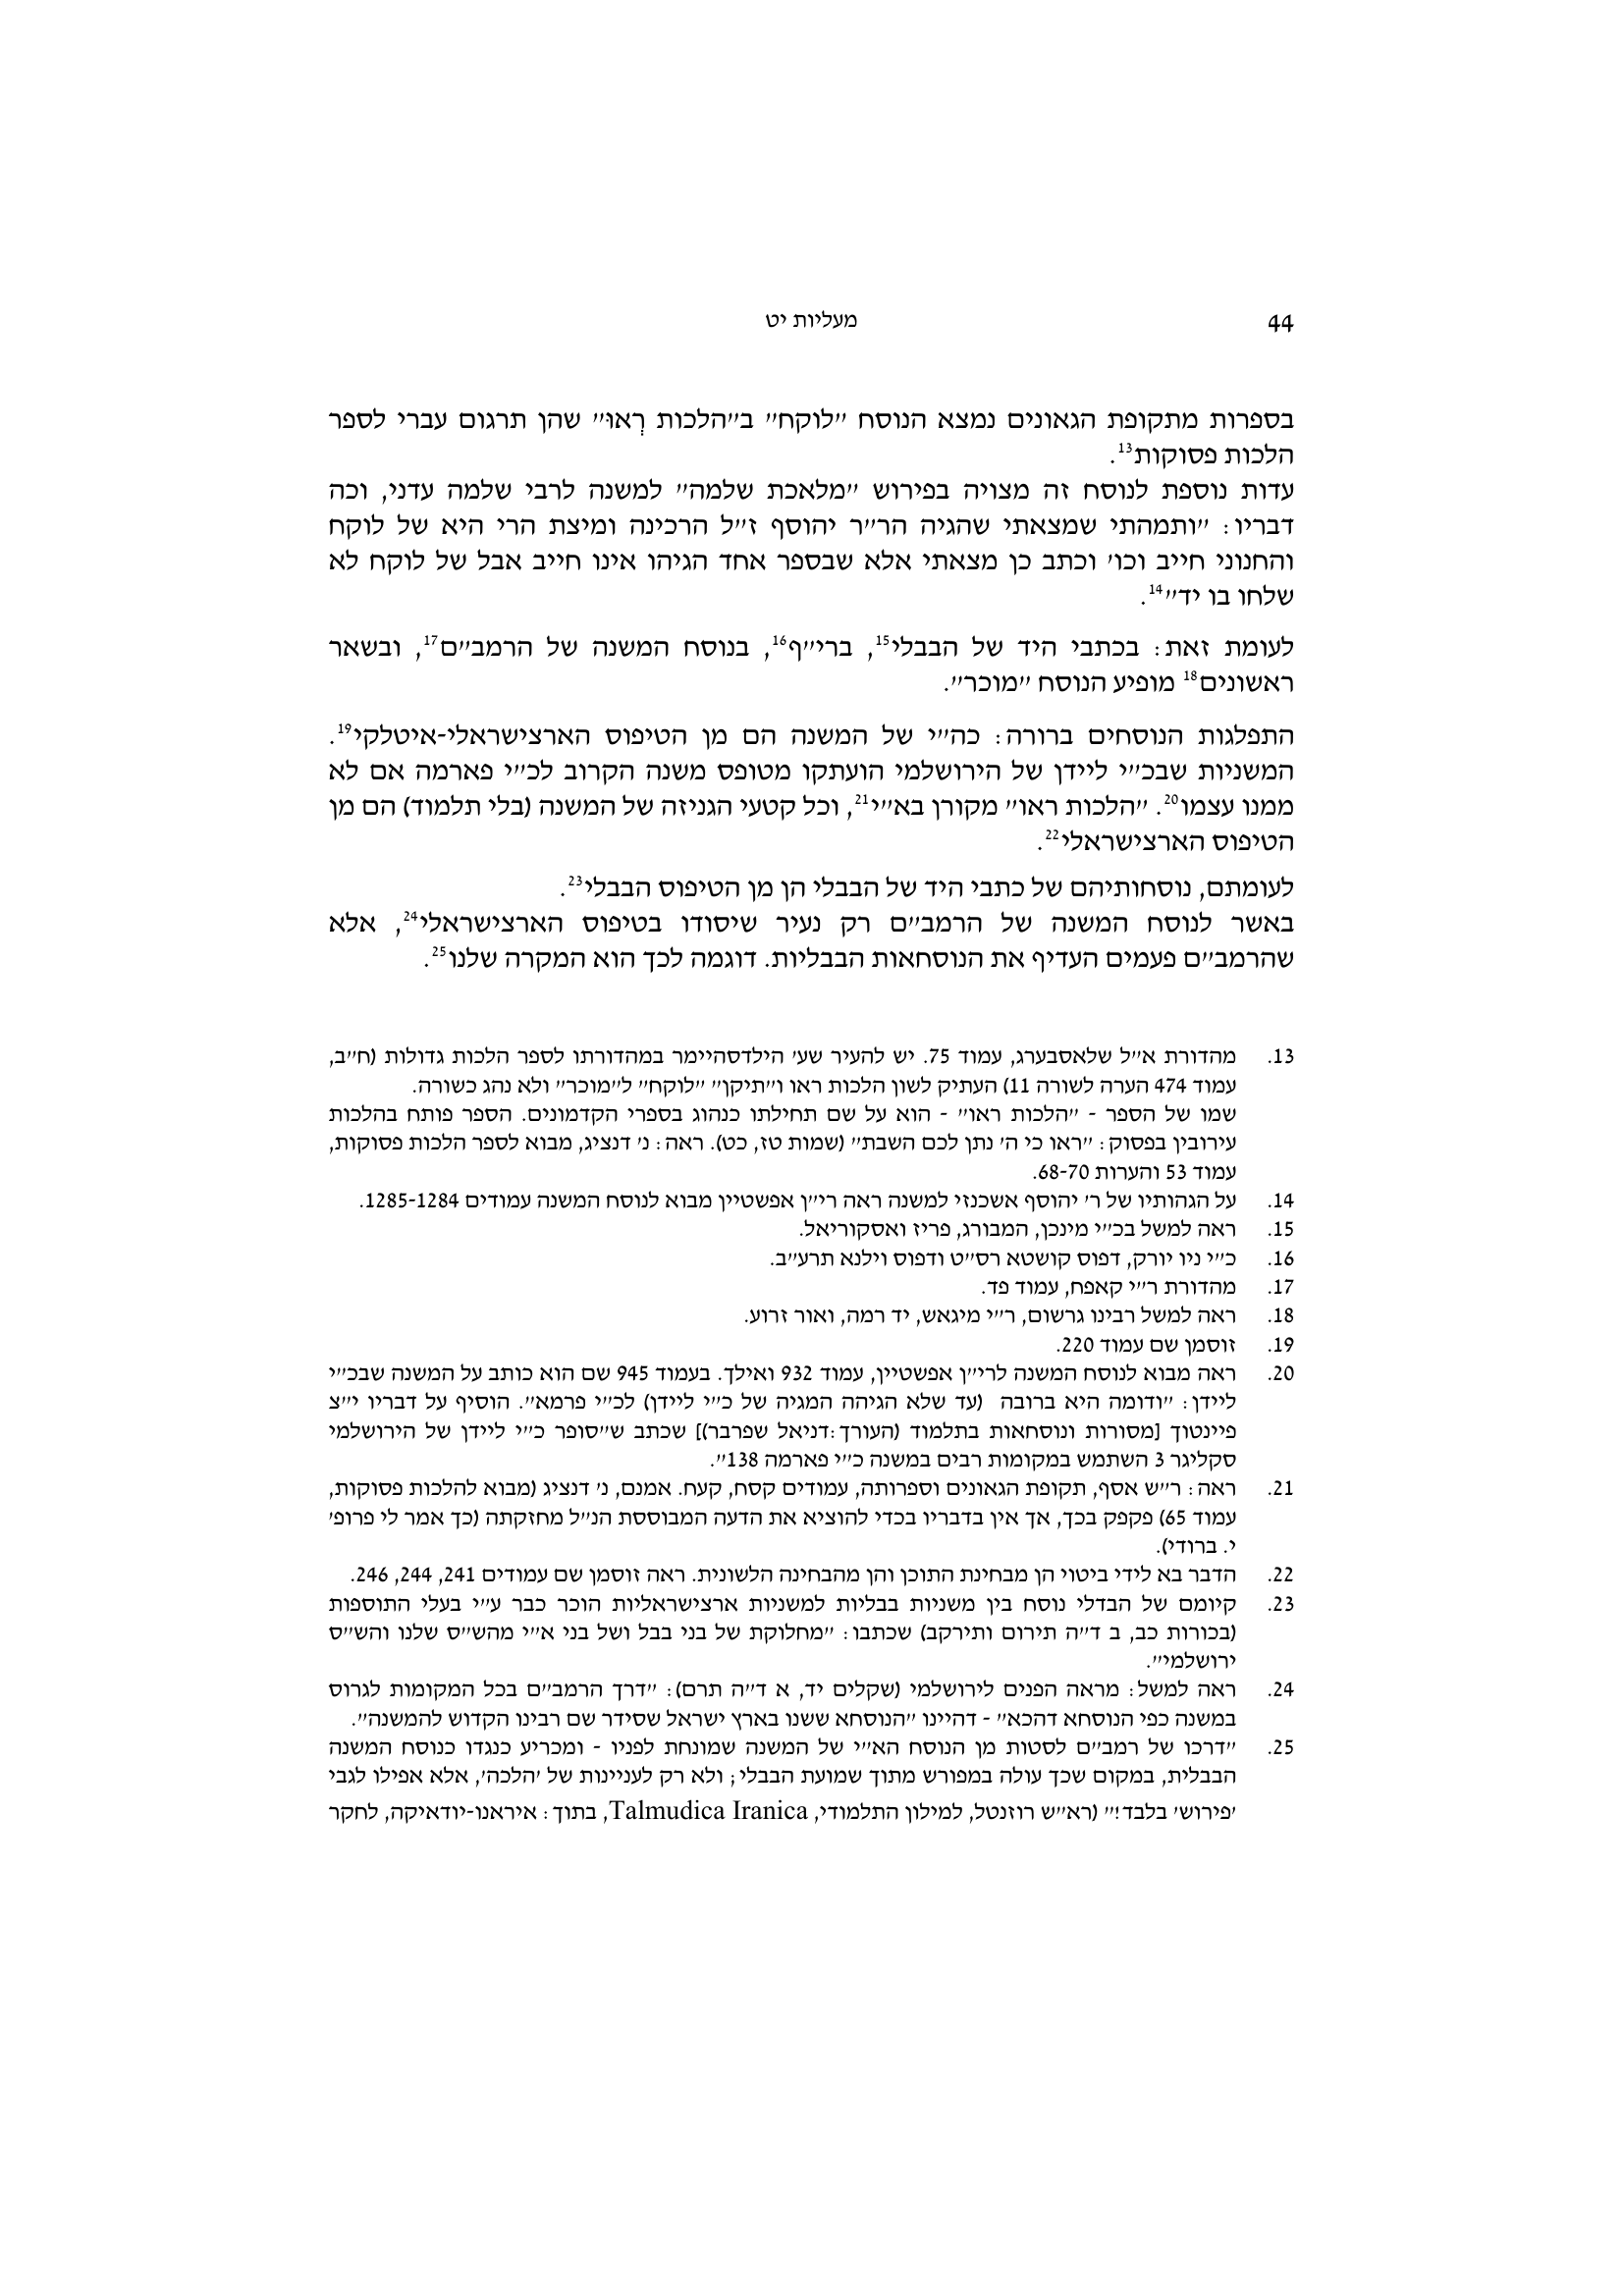 44
מעליות יט
בספרות מתקופת הגאונים נמצא הנוסח "לוקח" ב"הלכות רְאוּ" שהן תרגום עברי לספר
הלכות פסוקות13.
עדות נוספת לנוסח זה מצויה בפירוש "מלאכת שלמה" למשנה לרבי שלמה עדני, וכה
דבריו: "ותמהתי שמצאתי שהגיה הר"ר יהוסף ז"ל הרכינה ומיצת הרי היא של לוקח
והחנוני חייב וכו' וכתב כן מצאתי אלא שבספר אחד הגיהו אינו חייב אבל של לוקח לא
שלחו בו יד"14.
לעומת זאת: בכתבי היד של הבבלי15, ברי"ף16, בנוסח המשנה של הרמב"ם17, ובשאר
ראשונים18 מופיע הנוסח "מוכר".
התפלגות הנוסחים ברורה: כה"י של המשנה הם מן הטיפוס הארצישראלי-איטלקי19.
המשניות שבכ"י ליידן של הירושלמי הועתקו מטופס משנה הקרוב לכ"י פארמה אם לא
ממנו עצמו20. "הלכות ראו" מקורן בא"י21, וכל קטעי הגניזה של המשנה (בלי תלמוד) הם מן
הטיפוס הארצישראלי22.
לעומתם, נוסחותיהם של כתבי היד של הבבלי הן מן הטיפוס הבבלי23.
באשר לנוסח המשנה של הרמב"ם רק נעיר שיסודו בטיפוס הארצישראלי24, אלא
שהרמב"ם פעמים העדיף את הנוסחאות הבבליות. דוגמה לכך הוא המקרה שלנו25.
13. מהדורת א"ל שלאסבערג, עמוד 75. יש להעיר שע' הילדסהיימר במהדורתו לספר הלכות גדולות (ח"ב,
עמוד 474 הערה לשורה 11) העתיק לשון הלכות ראו ו"תיקן" "לוקח" ל"מוכר" ולא נהג כשורה.
שמו של הספר - "הלכות ראו" - הוא על שם תחילתו כנהוג בספרי הקדמונים. הספר פותח בהלכות
עירובין בפסוק: "ראו כי ה' נתן לכם השבת" (שמות טז, כט). ראה: נ' דנציג, מבוא לספר הלכות פסוקות,
עמוד 53 והערות 68-70.
14. על הגהותיו של ר' יהוסף אשכנזי למשנה ראה רי"ן אפשטיין מבוא לנוסח המשנה עמודים 1285-1284.
15. ראה למשל בכ"י מינכן, המבורג, פריז ואסקוריאל.
16. כ"י ניו יורק, דפוס קושטא רס"ט ודפוס וילנא תרע"ב.
17. מהדורת ר"י קאפח, עמוד פד.
18. ראה למשל רבינו גרשום, ר"י מיגאש, יד רמה, ואור זרוע.
19. זוסמן שם עמוד 220.
20. ראה מבוא לנוסח המשנה לרי"ן אפשטיין, עמוד 932 ואילך. בעמוד 945 שם הוא כותב על המשנה שבכ"י
ליידן: "ודומה היא ברובה (עד שלא הגיהה המגיה של כ"י ליידן) לכ"י פרמא". הוסיף על דבריו י"צ
פיינטוך [מסורות ונוסחאות בתלמוד (העורך:דניאל שפרבר)] שכתב ש"סופר כ"י ליידן של הירושלמי
סקליגר 3 השתמש במקומות רבים במשנה כ"י פארמה 138".
21. ראה: ר"ש אסף, תקופת הגאונים וספרותה, עמודים קסח, קעח. אמנם, נ' דנציג (מבוא להלכות פסוקות,
עמוד 65) פקפק בכך, אך אין בדבריו בכדי להוציא את הדעה המבוססת הנ"ל מחזקתה (כך אמר לי פרופ'
י. ברודי).
22. הדבר בא לידי ביטוי הן מבחינת התוכן והן מהבחינה הלשונית. ראה זוסמן שם עמודים 241, 244, 246.
23. קיומם של הבדלי נוסח בין משניות בבליות למשניות ארצישראליות הוכר כבר ע"י בעלי התוספות
(בכורות כב, ב ד"ה תירום ותירקב) שכתבו: "מחלוקת של בני בבל ושל בני א"י מהש"ס שלנו והש"ס
ירושלמי".
24. ראה למשל: מראה הפנים לירושלמי (שקלים יד, א ד"ה תרם): "דרך הרמב"ם בכל המקומות לגרוס
במשנה כפי הנוסחא דהכא" - דהיינו "הנוסחא ששנו בארץ ישראל שסידר שם רבינו הקדוש להמשנה".
25. "דרכו של רמב"ם לסטות מן הנוסח הא"י של המשנה שמונחת לפניו - ומכריע כנגדו כנוסח המשנה
הבבלית, במקום שכך עולה במפורש מתוך שמועת הבבלי; ולא רק לענייונות של 'הלכה', אלא אפילו לגבי
'פירוש' בלבד!" (רא"ש רוזנטל, למילון התלמודי, Talmudica Iranica, בתוך: איראנו-יודאיקה, לחקר